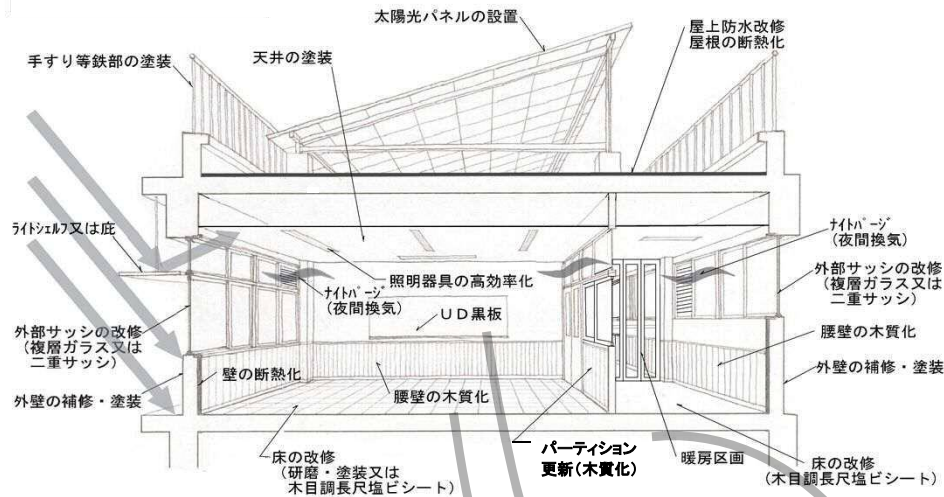 太陽光パネルの設置
屋上防水改修
屋根の断熱化
手すり等鉄部の塗装
天井の塗装
ﾗｲﾄｼｪﾙﾌ又は庇
ﾅｲﾄﾊﾟｰｼﾞ
(夜間換気)
照明器具の高効率化
外部サッシの改修
(複層ガラス又は
二重サッシ)
ﾅｲﾄﾊﾟｰｼﾞ
(夜間換気)
UD黒板
外部サッシの改修
(複層ガラス又は
二重サッシ)
腰壁の木質化
壁の断熱化
外壁の補修・塗装
外壁の補修・塗装
腰壁の木質化
床の改修
(研磨・塗装又は
木目調長尺塩ビシート)
パーティション
更新(木質化)
暖房区画
床の改修
(木目調長尺塩ビシート)